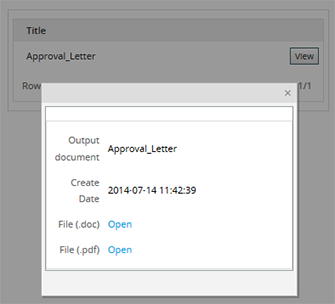 Title
Approval_Letter View
Row 1/1
×
Output
document Approval_Letter
Create
Date 2014-07-14 11:42:39
File (.doc) Open
File (.pdf) Open